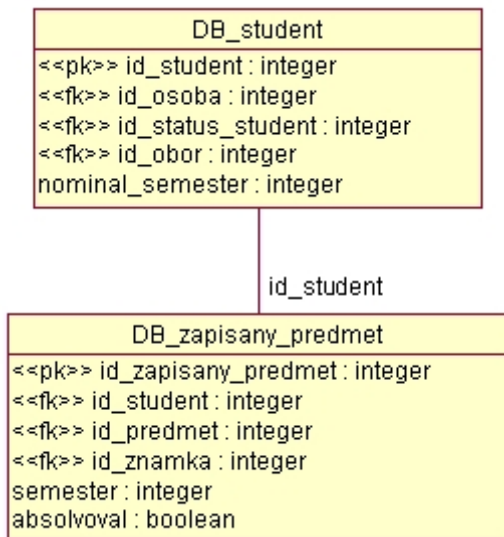 DB_student
<<pk>> id_student : integer
<<fk>> id_osoba : integer
<<fk>> id_status_student : integer
<<fk>> id_obor : integer
nominal_semester : integer
id_student
DB_zapisany_predmet
<<pk>> id_zapisany_predmet : integer
<<fk>> id_student : integer
<<fk>> id_predmet : integer
<<fk>> id_znamka : integer
semester : integer
absolvoval : boolean